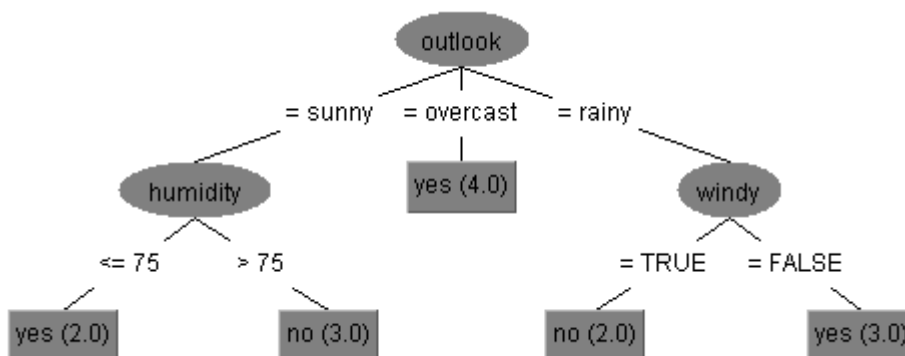 outlook
= sunny = overcast = rainy
humidity yes (4.0) windy
<= 75 > 75 = TRUE = FALSE
yes (2.0) no (3.0) no (2.0) yes (3.0)